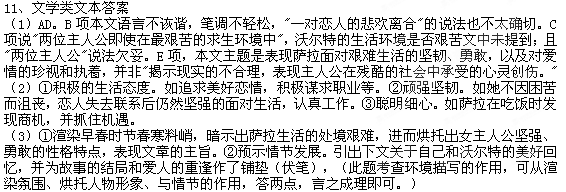 11、文学类文本答案
（1）AD。B 项本文语言不诙谐，笔调不轻松，"一对恋人的悲欢离合"的说法也不太确切。C
项说"两位主人公即使在最艰苦的求生环境中"，沃尔特的生活环境是否艰苦文中未提到；且
"两位主人公"说法欠妥。E项，本文主题是表现萨拉面对艰难生活的坚韧、勇敢，以及对爱
情的珍视和执着，并非"揭示现实的不合理，表现主人公在残酷的社会中承受的心灵创伤。"
（2）①积极的生活态度。如追求美好恋情，积极谋求职业等。②顽强坚韧。如她不因困苦
而沮丧，恋人失去联系后仍然坚强的面对生活，认真工作。③聪明细心。如萨拉在吃饭时发
现商机，并抓住机遇。
（3）①渲染早春时节春寒料峭，暗示出萨拉生活的处境艰难，进而烘托出女主人公坚强、
勇敢的性格特点，表现文章的主旨。②预示情节发展。引出下文关于自己和沃尔特的美好回
忆，并为故事的结局和爱人的重逢作了铺垫（伏笔），（此题考查环境描写的作用，可从渲
染氛围、烘托人物形象、与情节的作用，答两点，言之成理即可。）